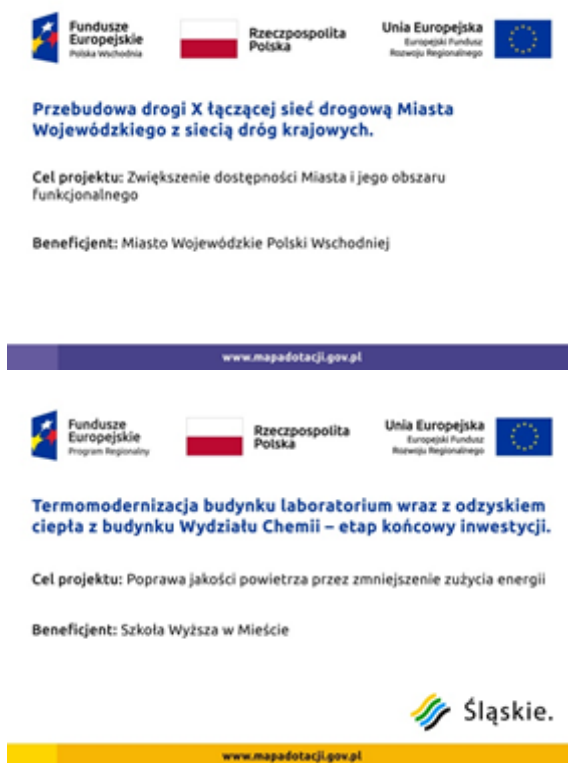 Fundusze
Europejskie
Polska Wschodnia
Rzeczpospolita
Polska
Unia Europejska
Europejski Fundusz
Rozwoju Regionalnego
Przebudowa drogi X łączącej sieć drogową Miasta
Wojewódzkiego z siecią dróg krajowych.
Cel projektu: Zwiększenie dostępności Miasta i jego obszaru
funkcjonalnego
Beneficjent: Miasto Wojewódzkie Polski Wschodniej
www.mapadotacji.gov.pl
Fundusze
Europejskie
Program Regionalny
Rzeczpospolita
Polska
Unia Europejska
Europejski Fundusz
Rozwoju Regionalnego
Termomodernizacja budynku laboratorium wraz z odzyskiem
ciepła z budynku Wydziału Chemii – etap końcowy inwestycji.
Cel projektu: Poprawa jakości powietrza przez zmniejszenie zużycia energii
Beneficjent: Szkoła Wyższa w Mieście
Śląskie.
www.mapadotacji.gov.pl